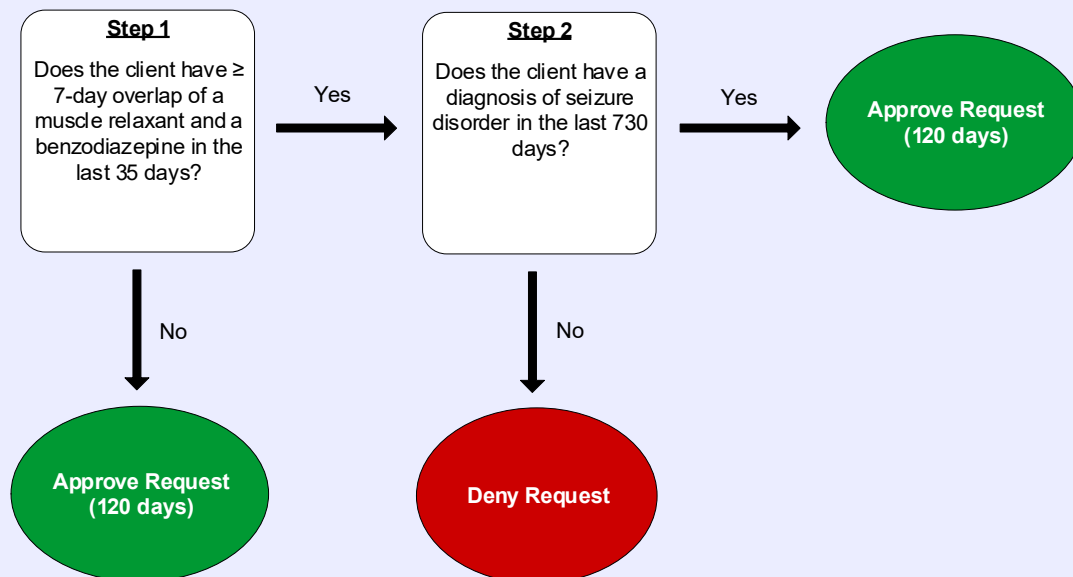 Step 1
Does the client have ≥
7-day overlap of a
muscle relaxant and a
benzodiazepine in the
last 35 days?
Yes
Step 2
Does the client have a
diagnosis of seizure
disorder in the last 730
days?
Yes
Approve Request
(120 days)
No
No
Approve Request
(120 days)
Deny Request